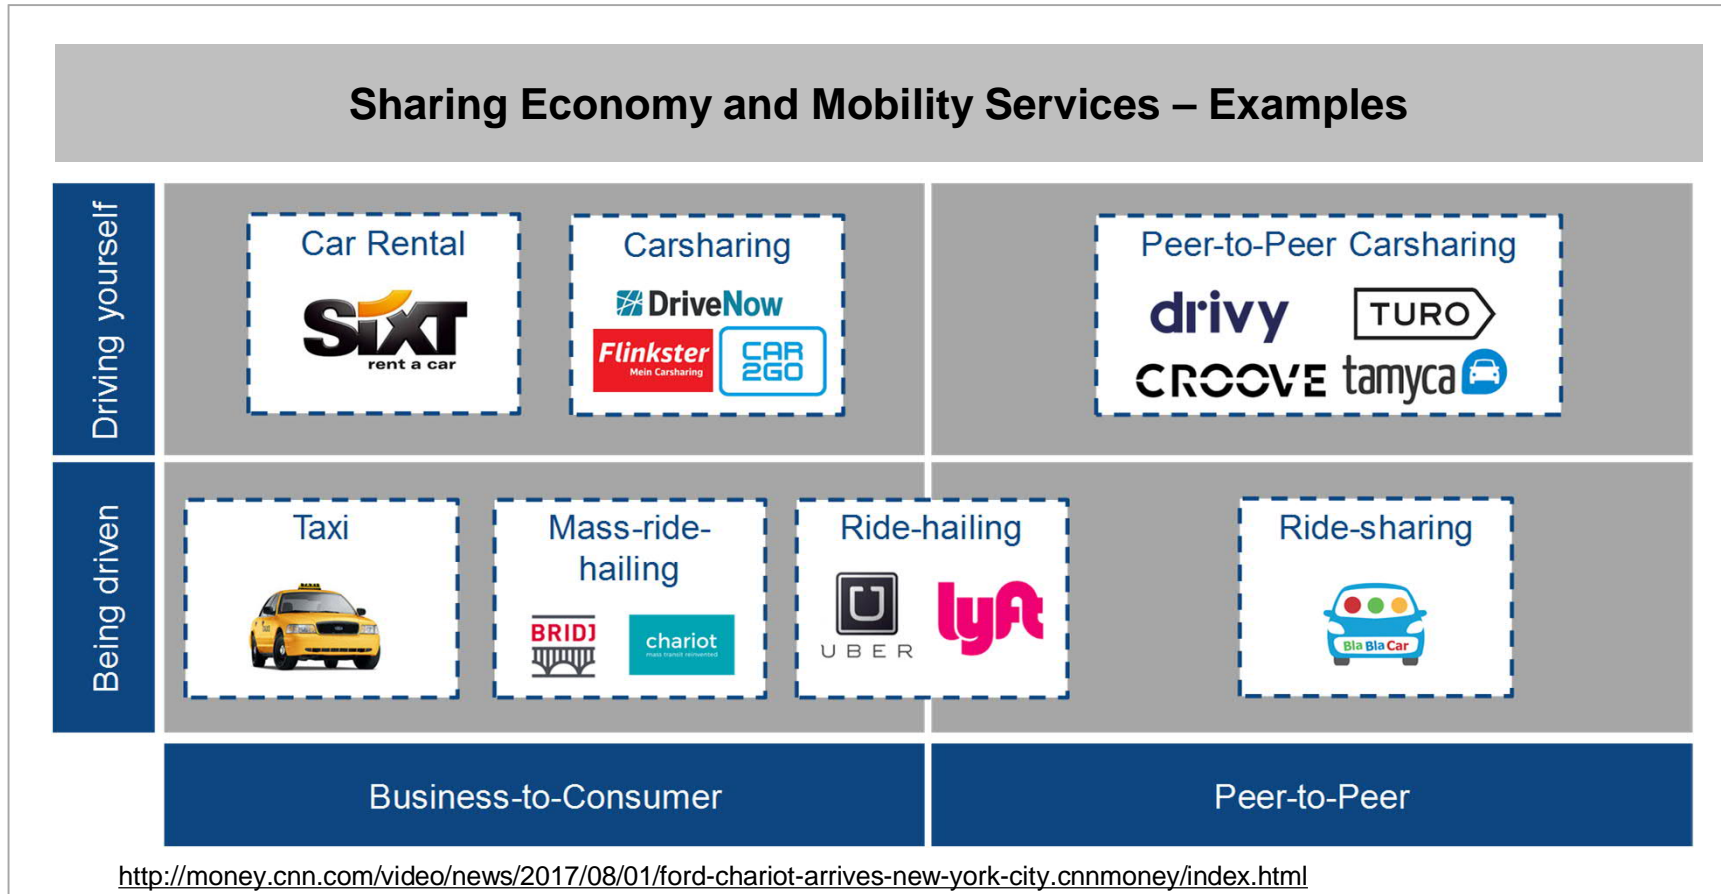 Sharing Economy and Mobility Services – Examples
Driving yourself
Car Rental
SiXT
rent a car
Carsharing
DriveNow
Flinkster
Mein Carsharing
CAR
2GO
Peer-to-Peer Carsharing
drivy
TURO
CROOVE
tamyca
Being driven
Taxi
Mass-ride-
hailing
BRIDJ
chariot
mass transit reinvented
Ride-hailing
U
UBER
lyft
Ride-sharing
Bla Bla Car
Business-to-Consumer
Peer-to-Peer
http://money.cnn.com/video/news/2017/08/01/ford-chariot-arrives-new-york-city.cnnmoney/index.html